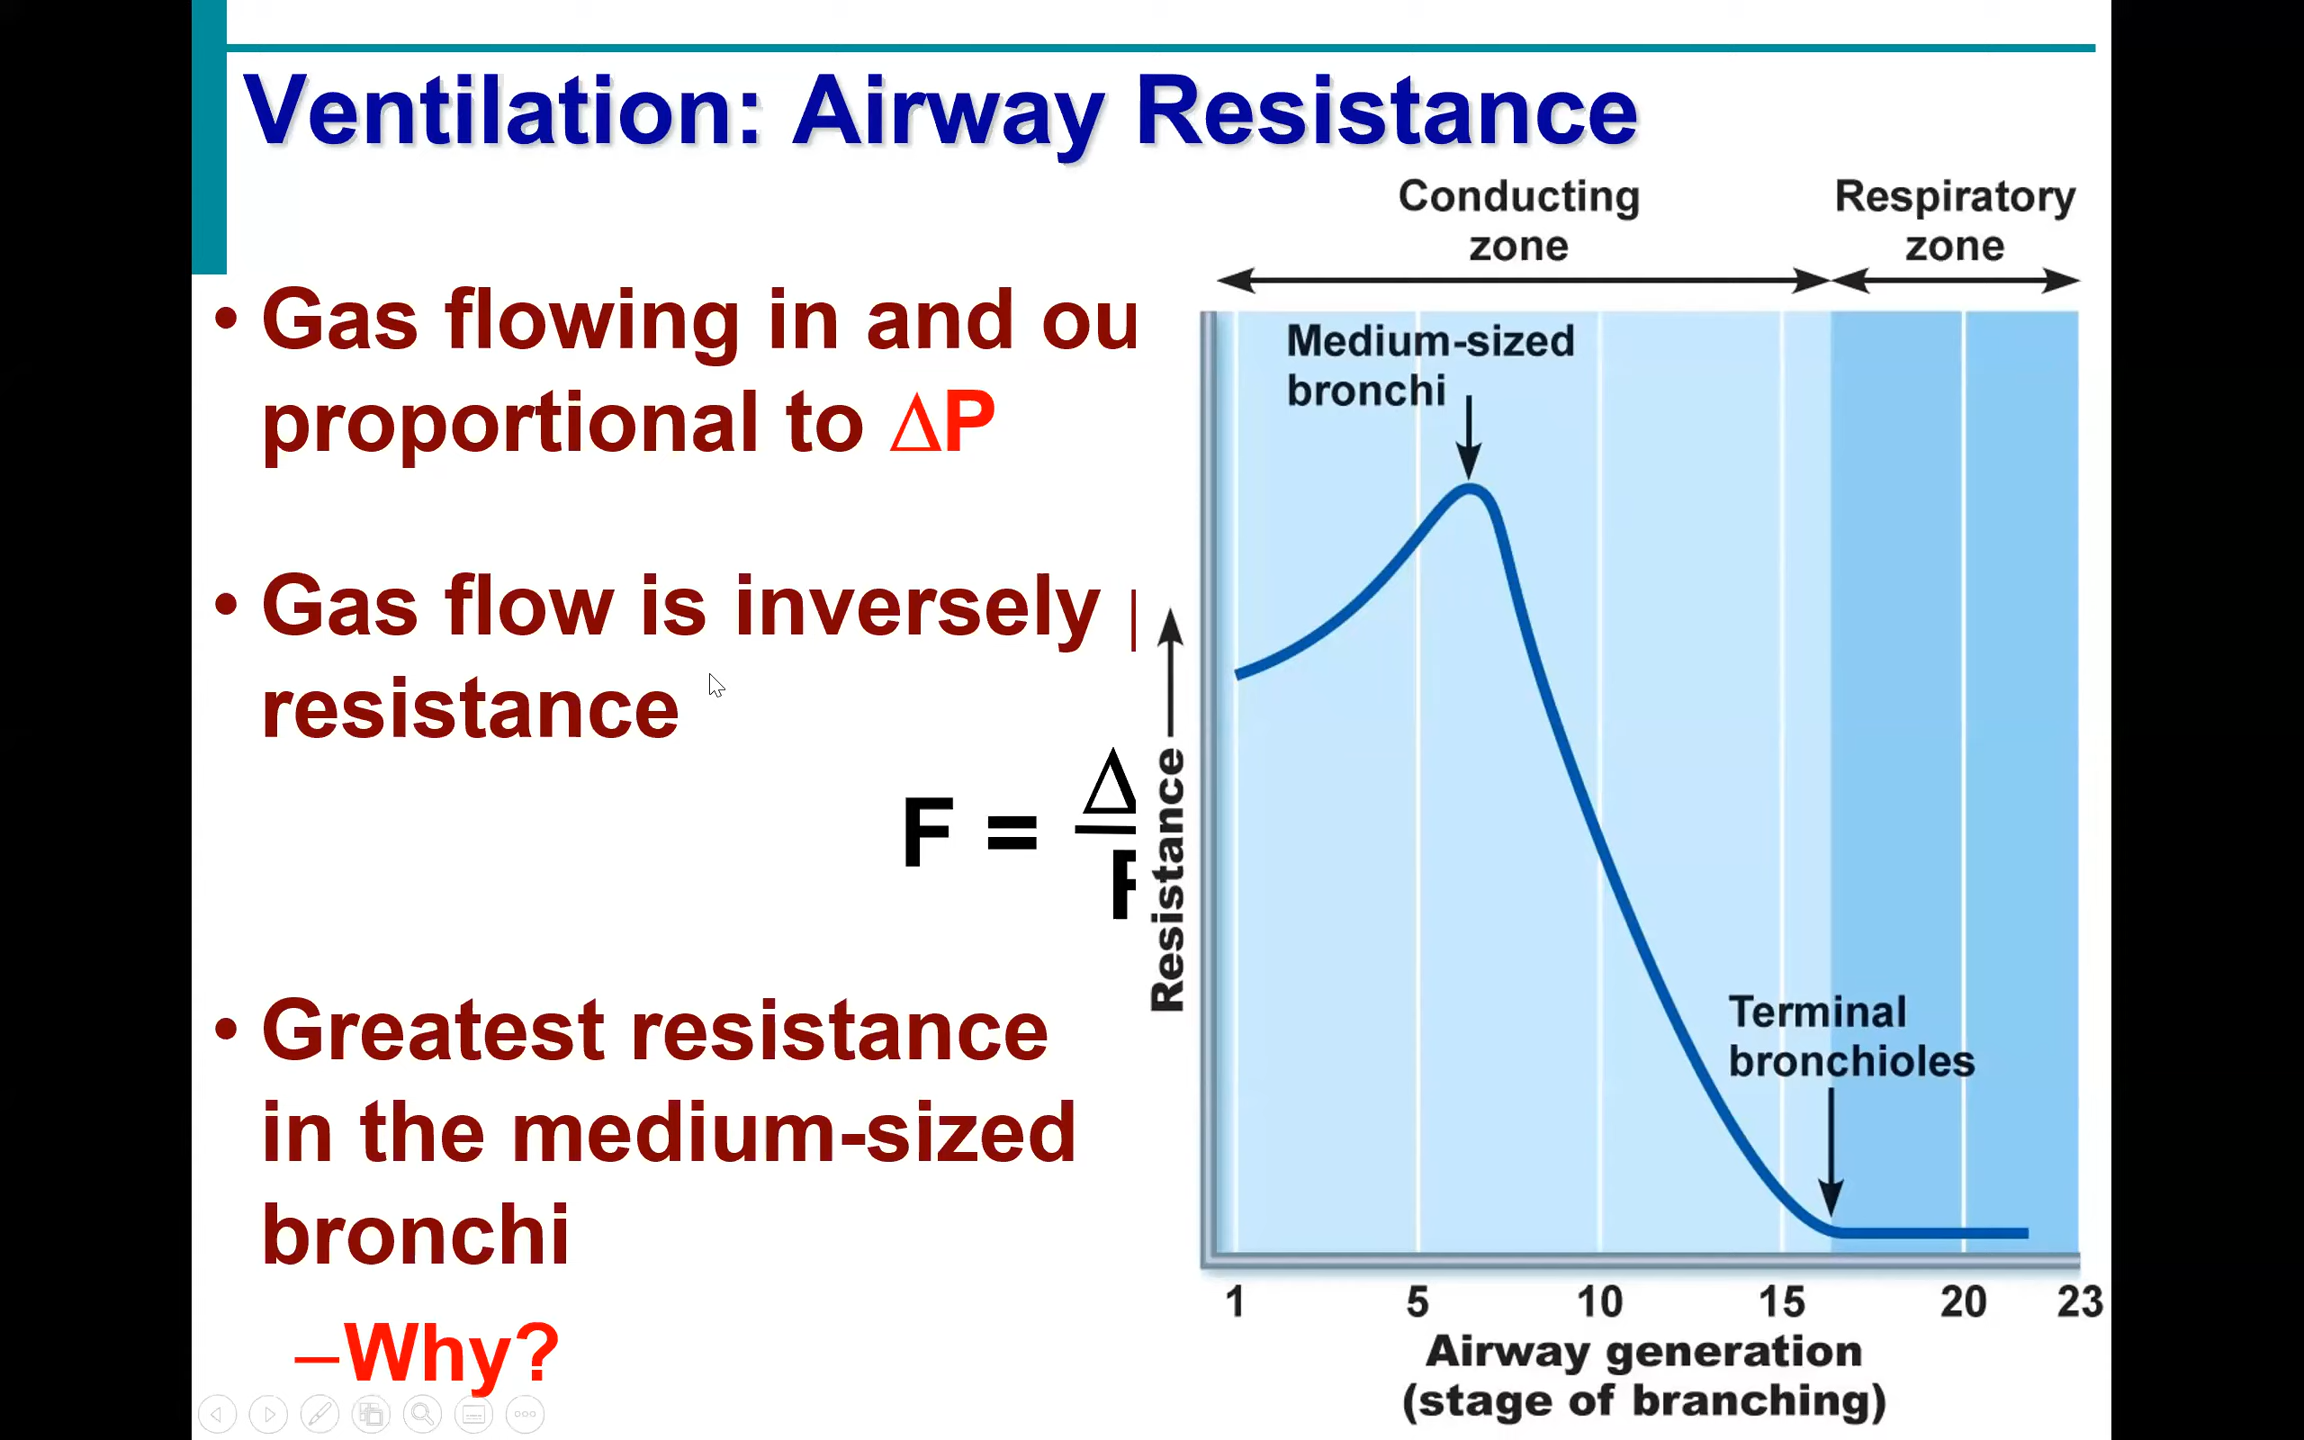 Ventilation: Airway Resistance
• Gas flowing in and ou
proportional to ΔP
• Gas flow is inversely
resistance
F = Δ
• Greatest resistance
in the medium-sized
bronchi
–Why?
Conducting
zone
Respiratory
zone
Medium-sized
bronchi
Resistance
Terminal
bronchioles
1 5 10 15 20 23
Airway generation
(stage of branching)